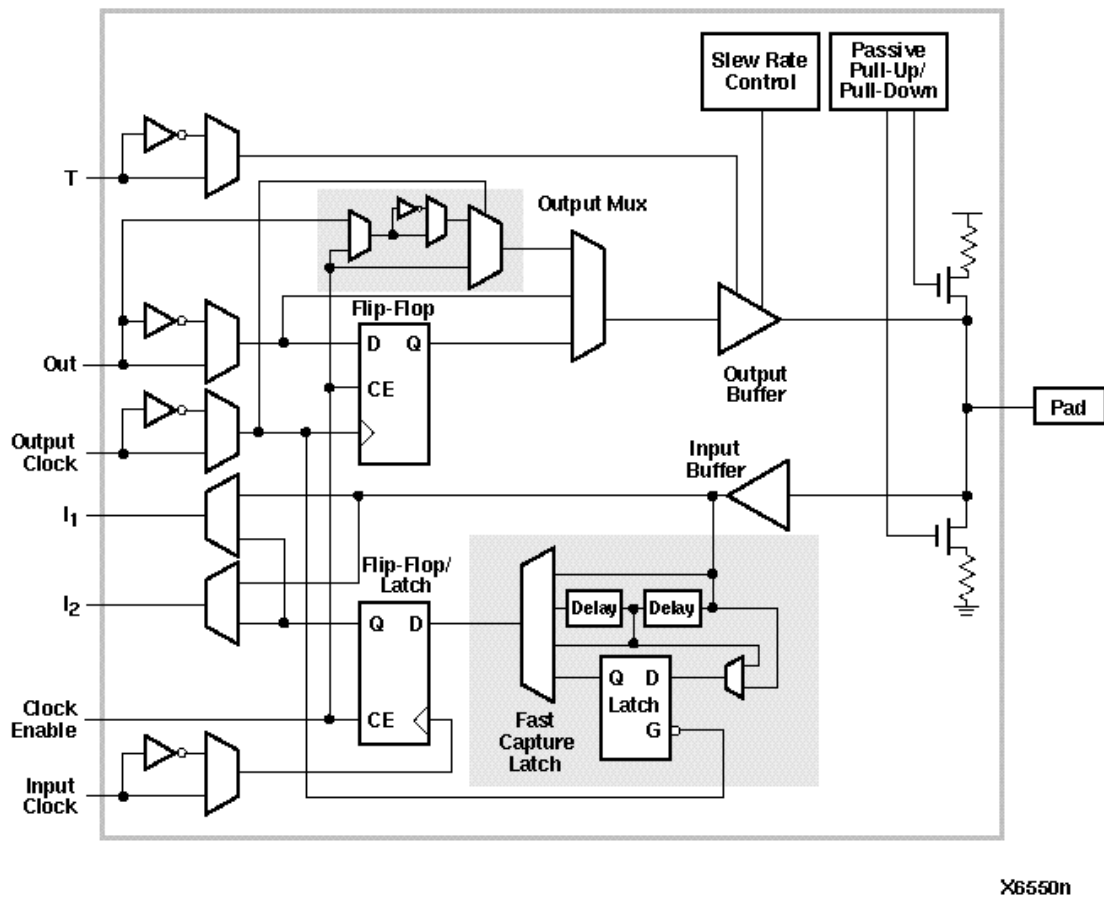 Slew Rate
Control
Passive
Pull-Up/
Pull-Down
T
Output Mux
Flip-Flop
D Q
CE
Out
Output
Buffer
Pad
Output
Clock
Input
Buffer
I1
Flip-Flop/
Latch
I2
Delay Delay
Q D
Q D
Latch
G
Clock
Enable
CE
Fast
Capture
Latch
Input
Clock
X6550n